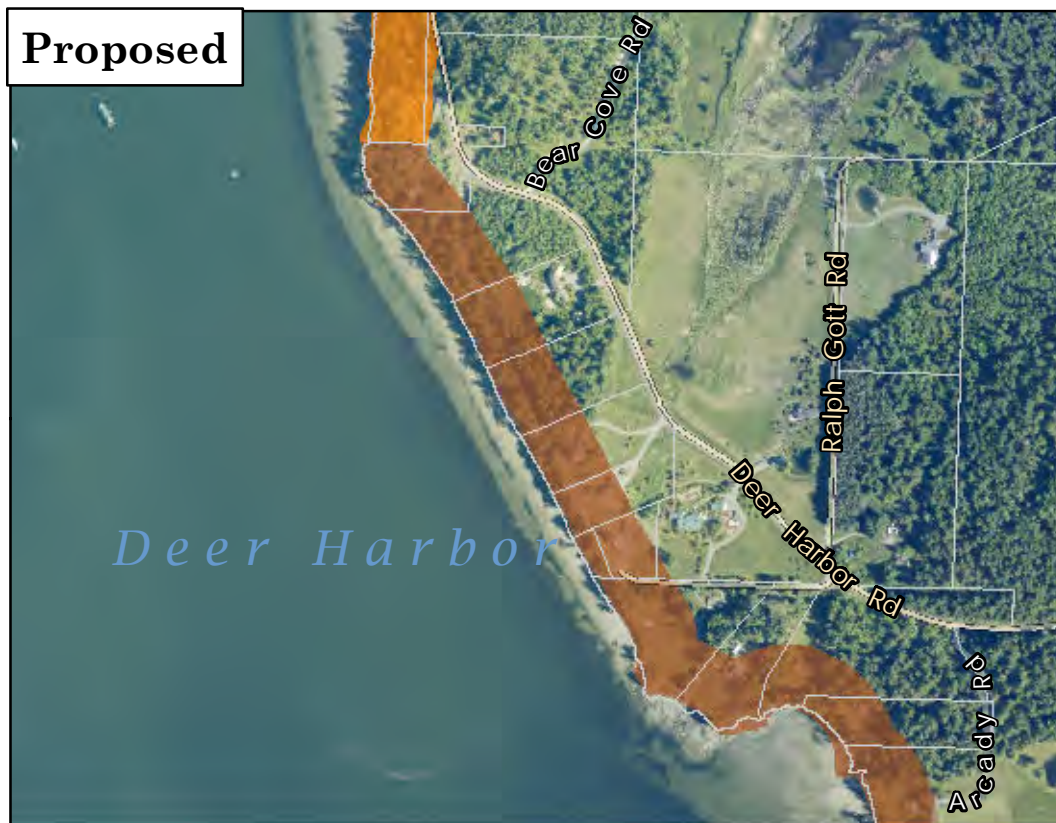 Proposed
Bear Cove Rd
Ralph Gott Rd
Deer Harbor Rd
Deer Harbor
Arcady Rd